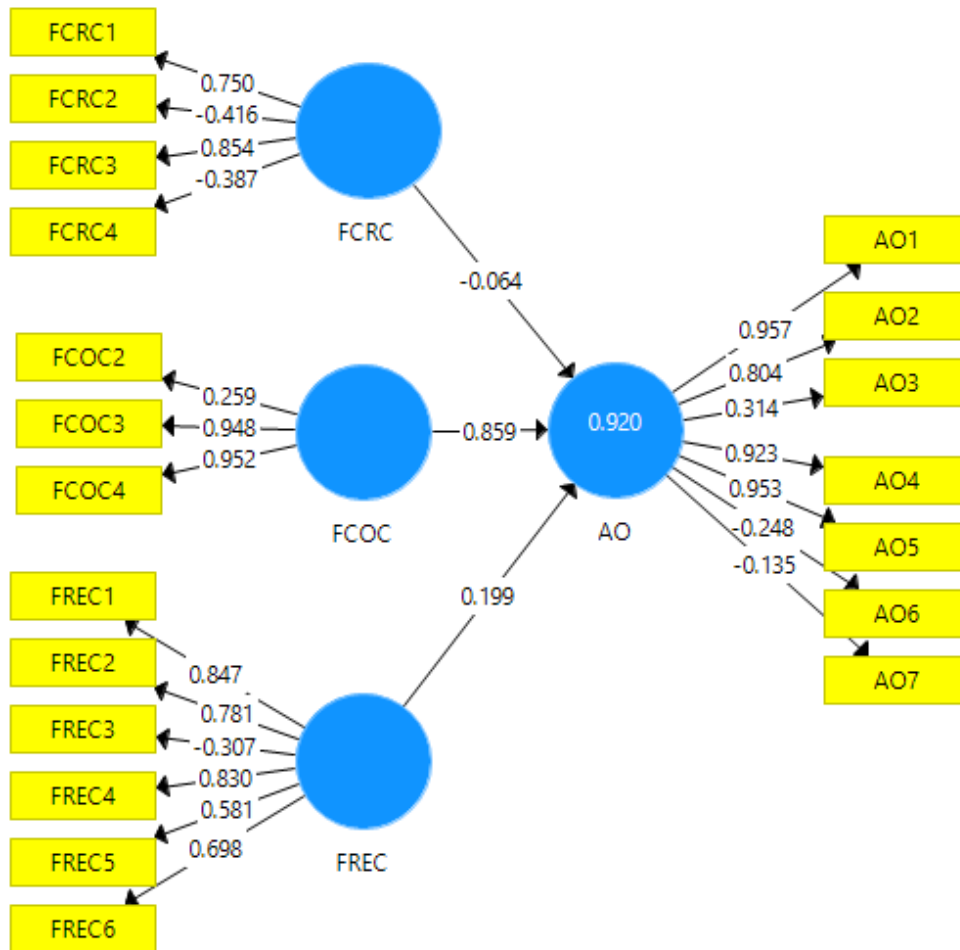 FCRC1
FCRC2
FCRC3
FCRC4
0.750
-0.416
0.854
-0.387
FCRC
-0.064
FCOC2
FCOC3
FCOC4
0.259
0.948
0.952
FCOC
0.859
FREC1
FREC2
FREC3
FREC4
FREC5
FREC6
0.847
0.781
-0.307
0.830
0.581
0.698
FREC
0.199
0.920
AO
0.957
0.804
0.314
0.923
0.953
-0.248
-0.135
AO1
AO2
AO3
AO4
AO5
AO6
AO7